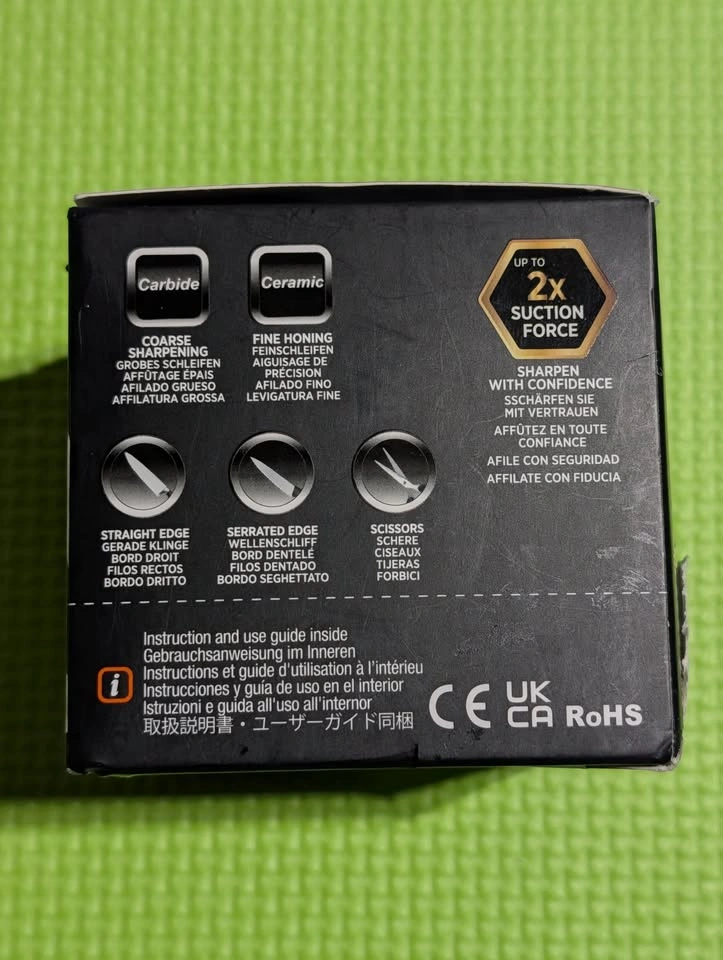 Carbide
COARSE
SHARPENING
GROBES SCHLEIFEN
AFFÛTAGE ÉPAIS
AFILADO GRUESO
AFFILATURA GROSSA
Ceramic
FINE HONING
FEINSCHLEIFEN
AIGUISAGE DE
PRÉCISION
AFILADO FINO
LEVIGATURA FINE
UP TO
2x
SUCTION
FORCE
SHARPEN
WITH CONFIDENCE
SSCHÄRFEN SIE
MIT VERTRAUEN
AFFÛTEZ EN TOUTE
CONFIANCE
AFILE CON SEGURIDAD
AFFILATE CON FIDUCIA
STRAIGHT EDGE
GERADE KLINGE
BORD DROIT
FILOS RECTOS
BORDO DRITTO
SERRATED EDGE
WELLENSCHLIFF
BORD DENTELÉ
FILOS DENTADO
BORDO SEGHETTATO
SCISSORS
SCHERE
CISEAUX
TIJERAS
FORBICI
i
Instruction and use guide inside
Gebrauchsanweisung im Inneren
Instructions et guide d'utilisation à l'intérieu
Instrucciones y guía de uso en el interior
Istruzioni e guida all'uso all'internor
取扱説明書・ユーザーガイド同梱
CE
UK
CA
RoHS